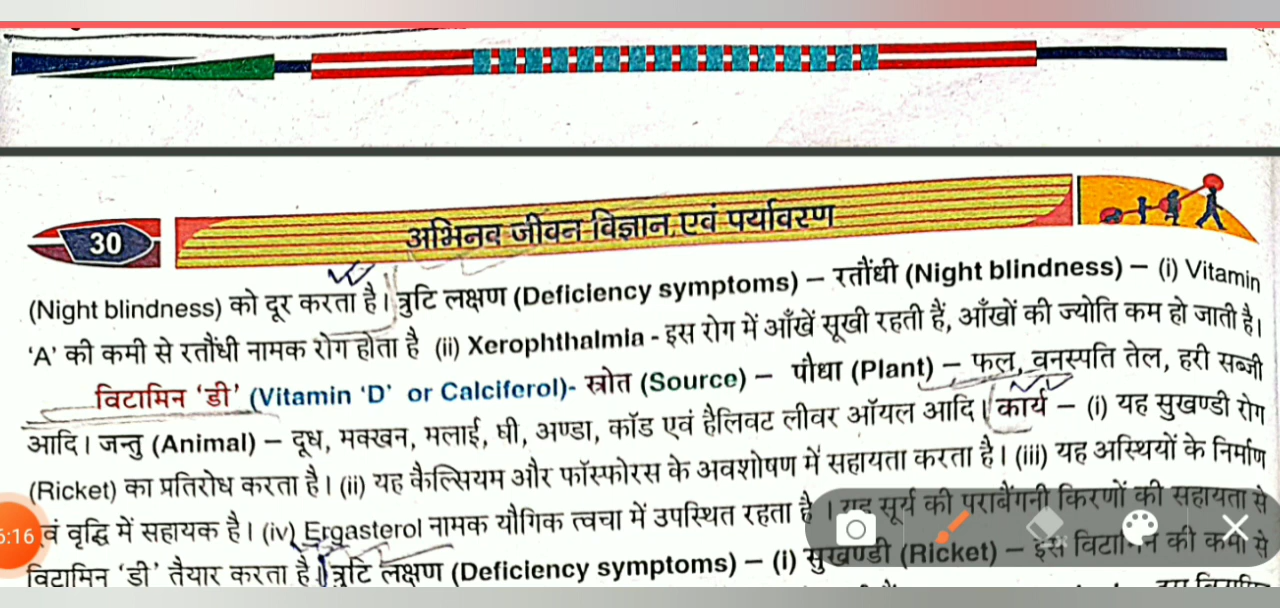 30
अभिनव जीवन विज्ञान एवं पर्यावरण
(Night blindness) को दूर करता है। त्रुटि लक्षण (Deficiency symptoms) – रतौंधी (Night blindness) – (i) Vitamin
‘A’ की कमी से रतौंधी नामक रोग होता है (ii) Xerophthalmia - इस रोग में आँखें सूखी रहती हैं, आँखों की ज्योति कम हो जाती है।
विटामिन ‘डी’ (Vitamin ‘D’ or Calciferol)- स्रोत (Source) – पौधा (Plant) – फल, वनस्पति तेल, हरी सब्जी
आदि। जन्तु (Animal) – दूध, मक्खन, मलाई, घी, अण्डा, कॉड एवं हैलिवट लीवर ऑयल आदि। कार्य – (i) यह सुखण्डी रोग
(Ricket) का प्रतिरोध करता है। (ii) यह कैल्सियम और फॉस्फोरस के अवशोषण में सहायता करता है। (iii) यह अस्थियों के निर्माण
वं वृद्धि में सहायक है। (iv) Ergasterol नामक यौगिक त्वचा में उपस्थित रहता है । यह सूर्य की पराबैंगनी किरणों की सहायता से
5:16
विटामिन ‘डी’ तैयार करता है। त्रुटि लक्षण (Deficiency symptoms) – (i) सुखण्डी (Ricket) – इस विटामिन की कमी से